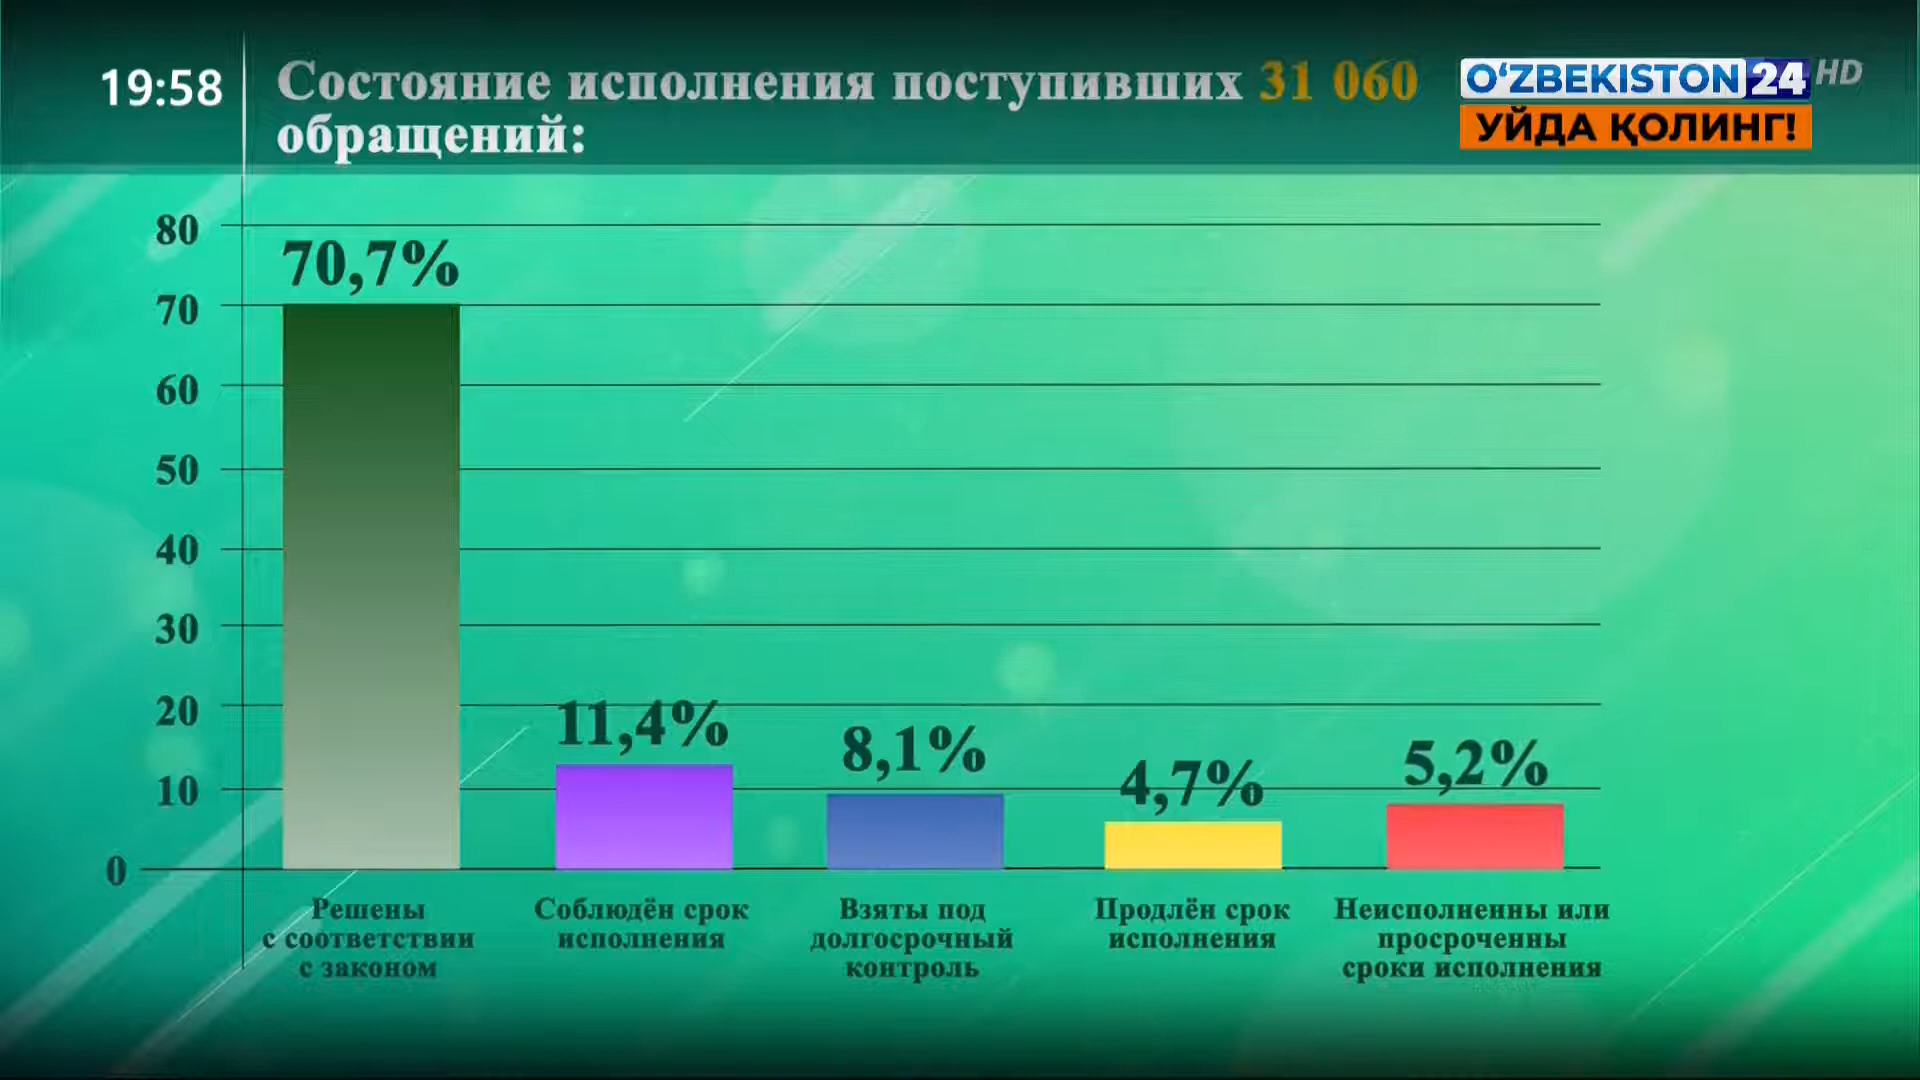 19:58
Состояние исполнения поступивших 31 060
обращений:
O‘ZBEKISTON 24 HD
УЙДА ҚОЛИНГ!
80
70,7%
70
60
50
40
30
20
11,4%
8,1%
4,7%
5,2%
10
0
Решены
с соответствии
с законом
Соблюдён срок
исполнения
Взяты под
долгосрочный
контроль
Продлён срок
исполнения
Неисполненны или
просроченны
сроки исполнения